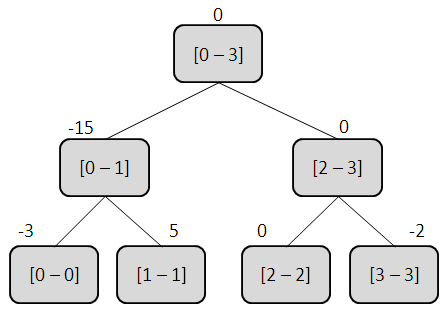 0
[0 – 3]
-15
0
[0 – 1]
[2 – 3]
-3
5
0
-2
[0 – 0]
[1 – 1]
[2 – 2]
[3 – 3]